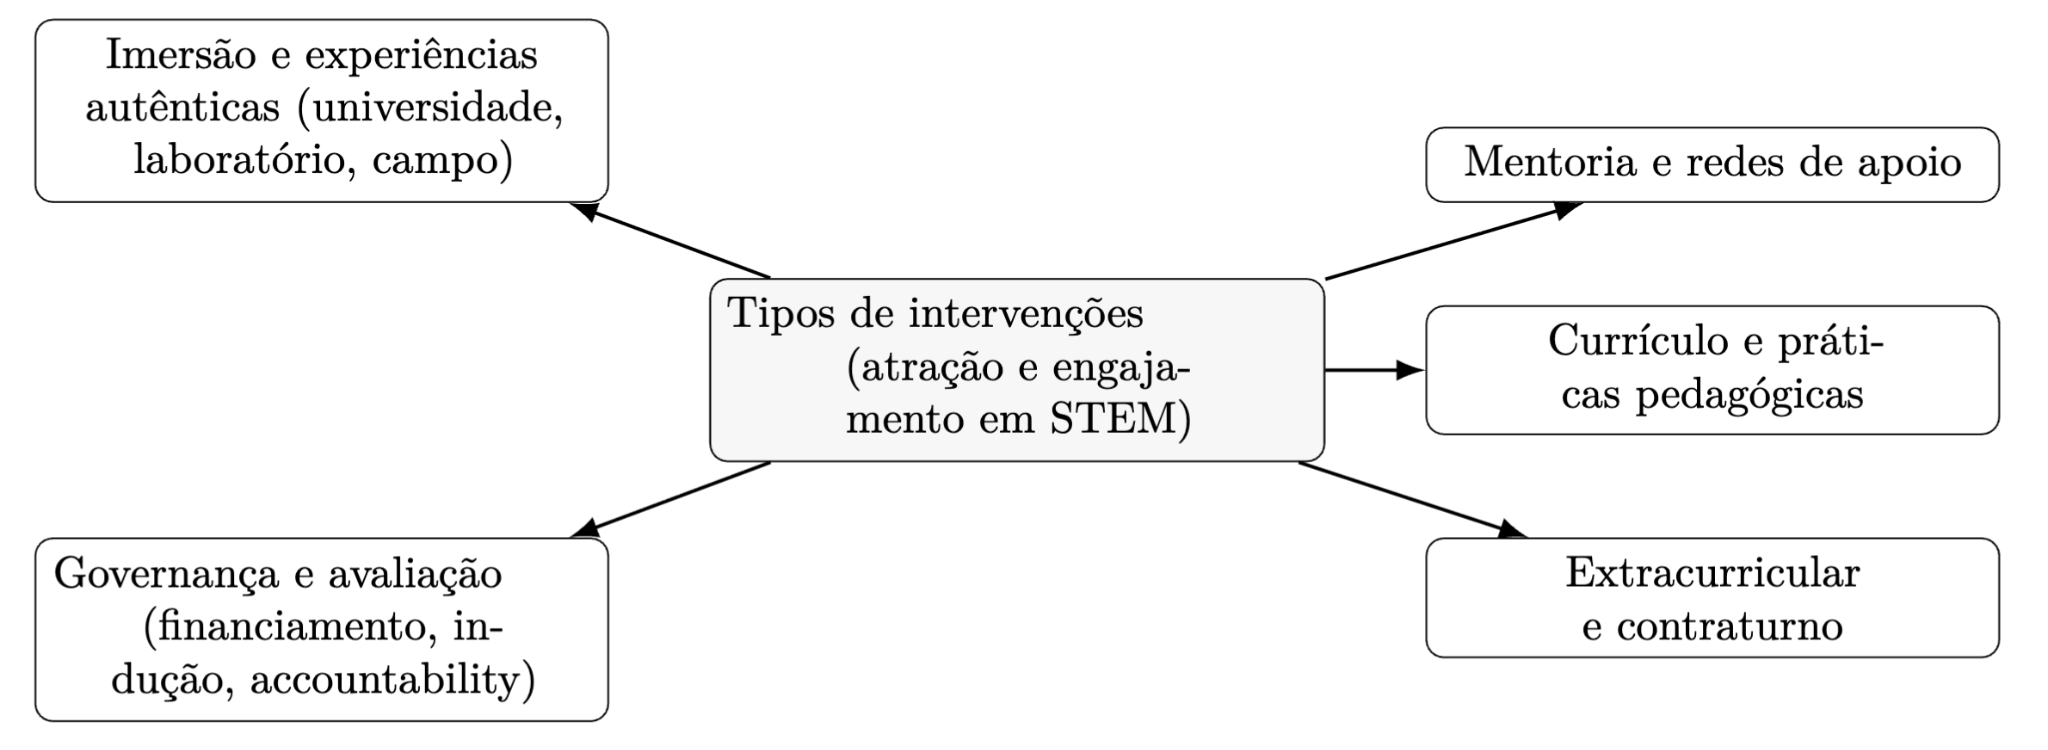 Imersão e experiências
autênticas (universidade,
laboratório, campo)
Mentoria e redes de apoio
Tipos de intervenções
(atração e engaja-
mento em STEM)
Currículo e práti-
cas pedagógicas
Governança e avaliação
(financiamento, in-
dução, accountability)
Extracurricular
e contraturno